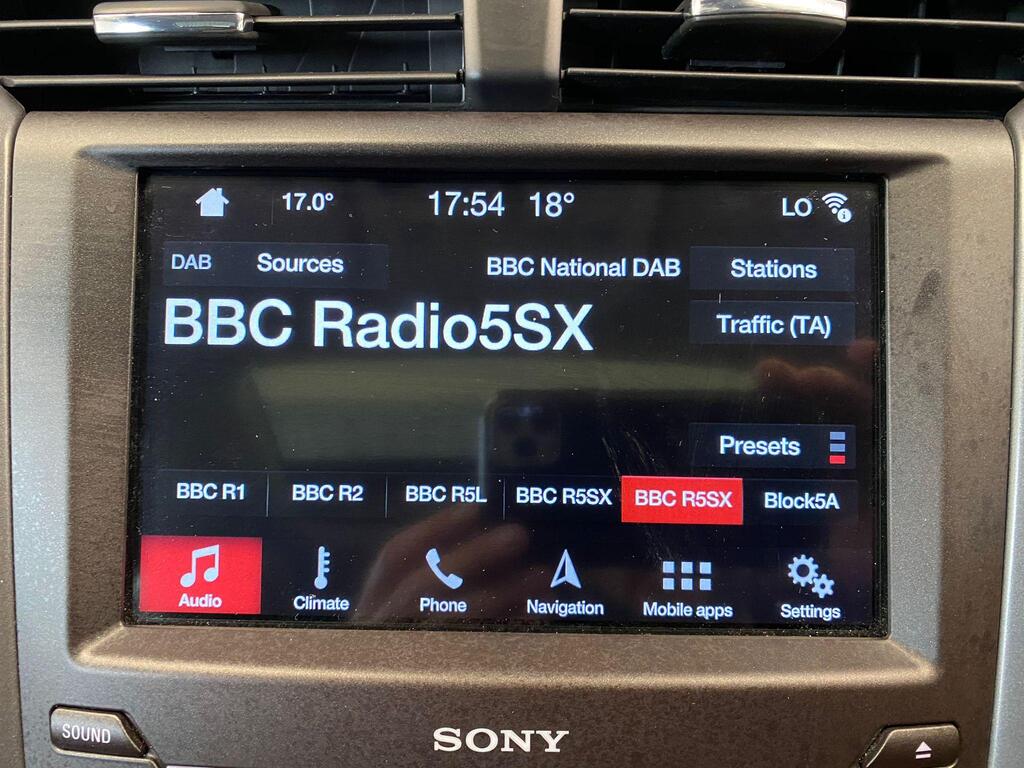 17.0° 17:54 18° LO
DAB Sources BBC National DAB Stations
BBC Radio5SX
Traffic (TA)
Presets
BBC R1 BBC R2 BBC R5L BBC R5SX BBC R5SX Block5A
Audio Climate Phone Navigation Mobile apps Settings
SOUND
SONY